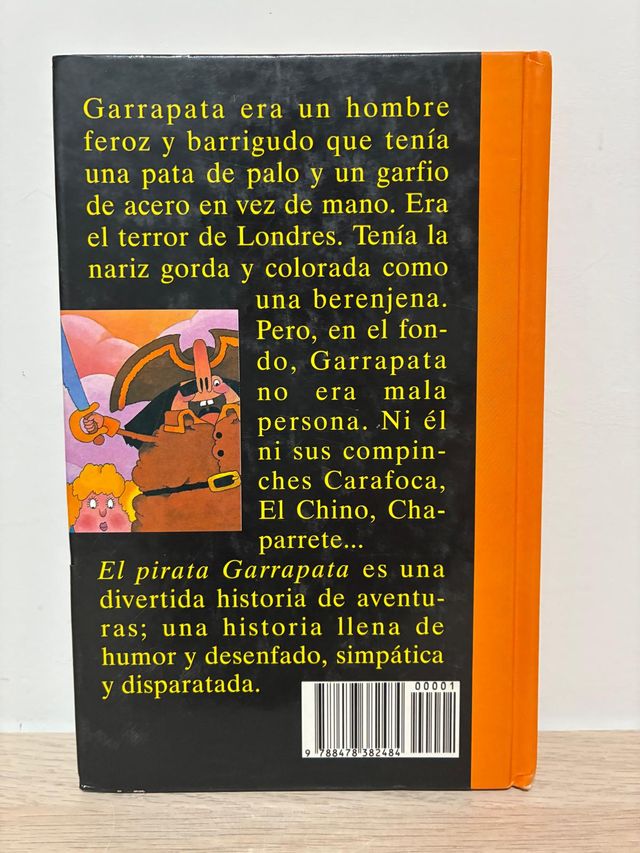 Garrapata era un hombre
feroz y barrigudo que tenía
una pata de palo y un garfio
de acero en vez de mano. Era
el terror de Londres. Tenía la
nariz gorda y colorada como
una berenjena.
Pero, en el fon-
do, Garrapata
no era mala
persona. Ni él
ni sus compin-
ches Carafoca,
El Chino, Cha-
parrete...
El pirata Garrapata es una
divertida historia de aventu-
ras; una historia llena de
humor y desenfado, simpática
y disparatada.
00001
9 788478 382484